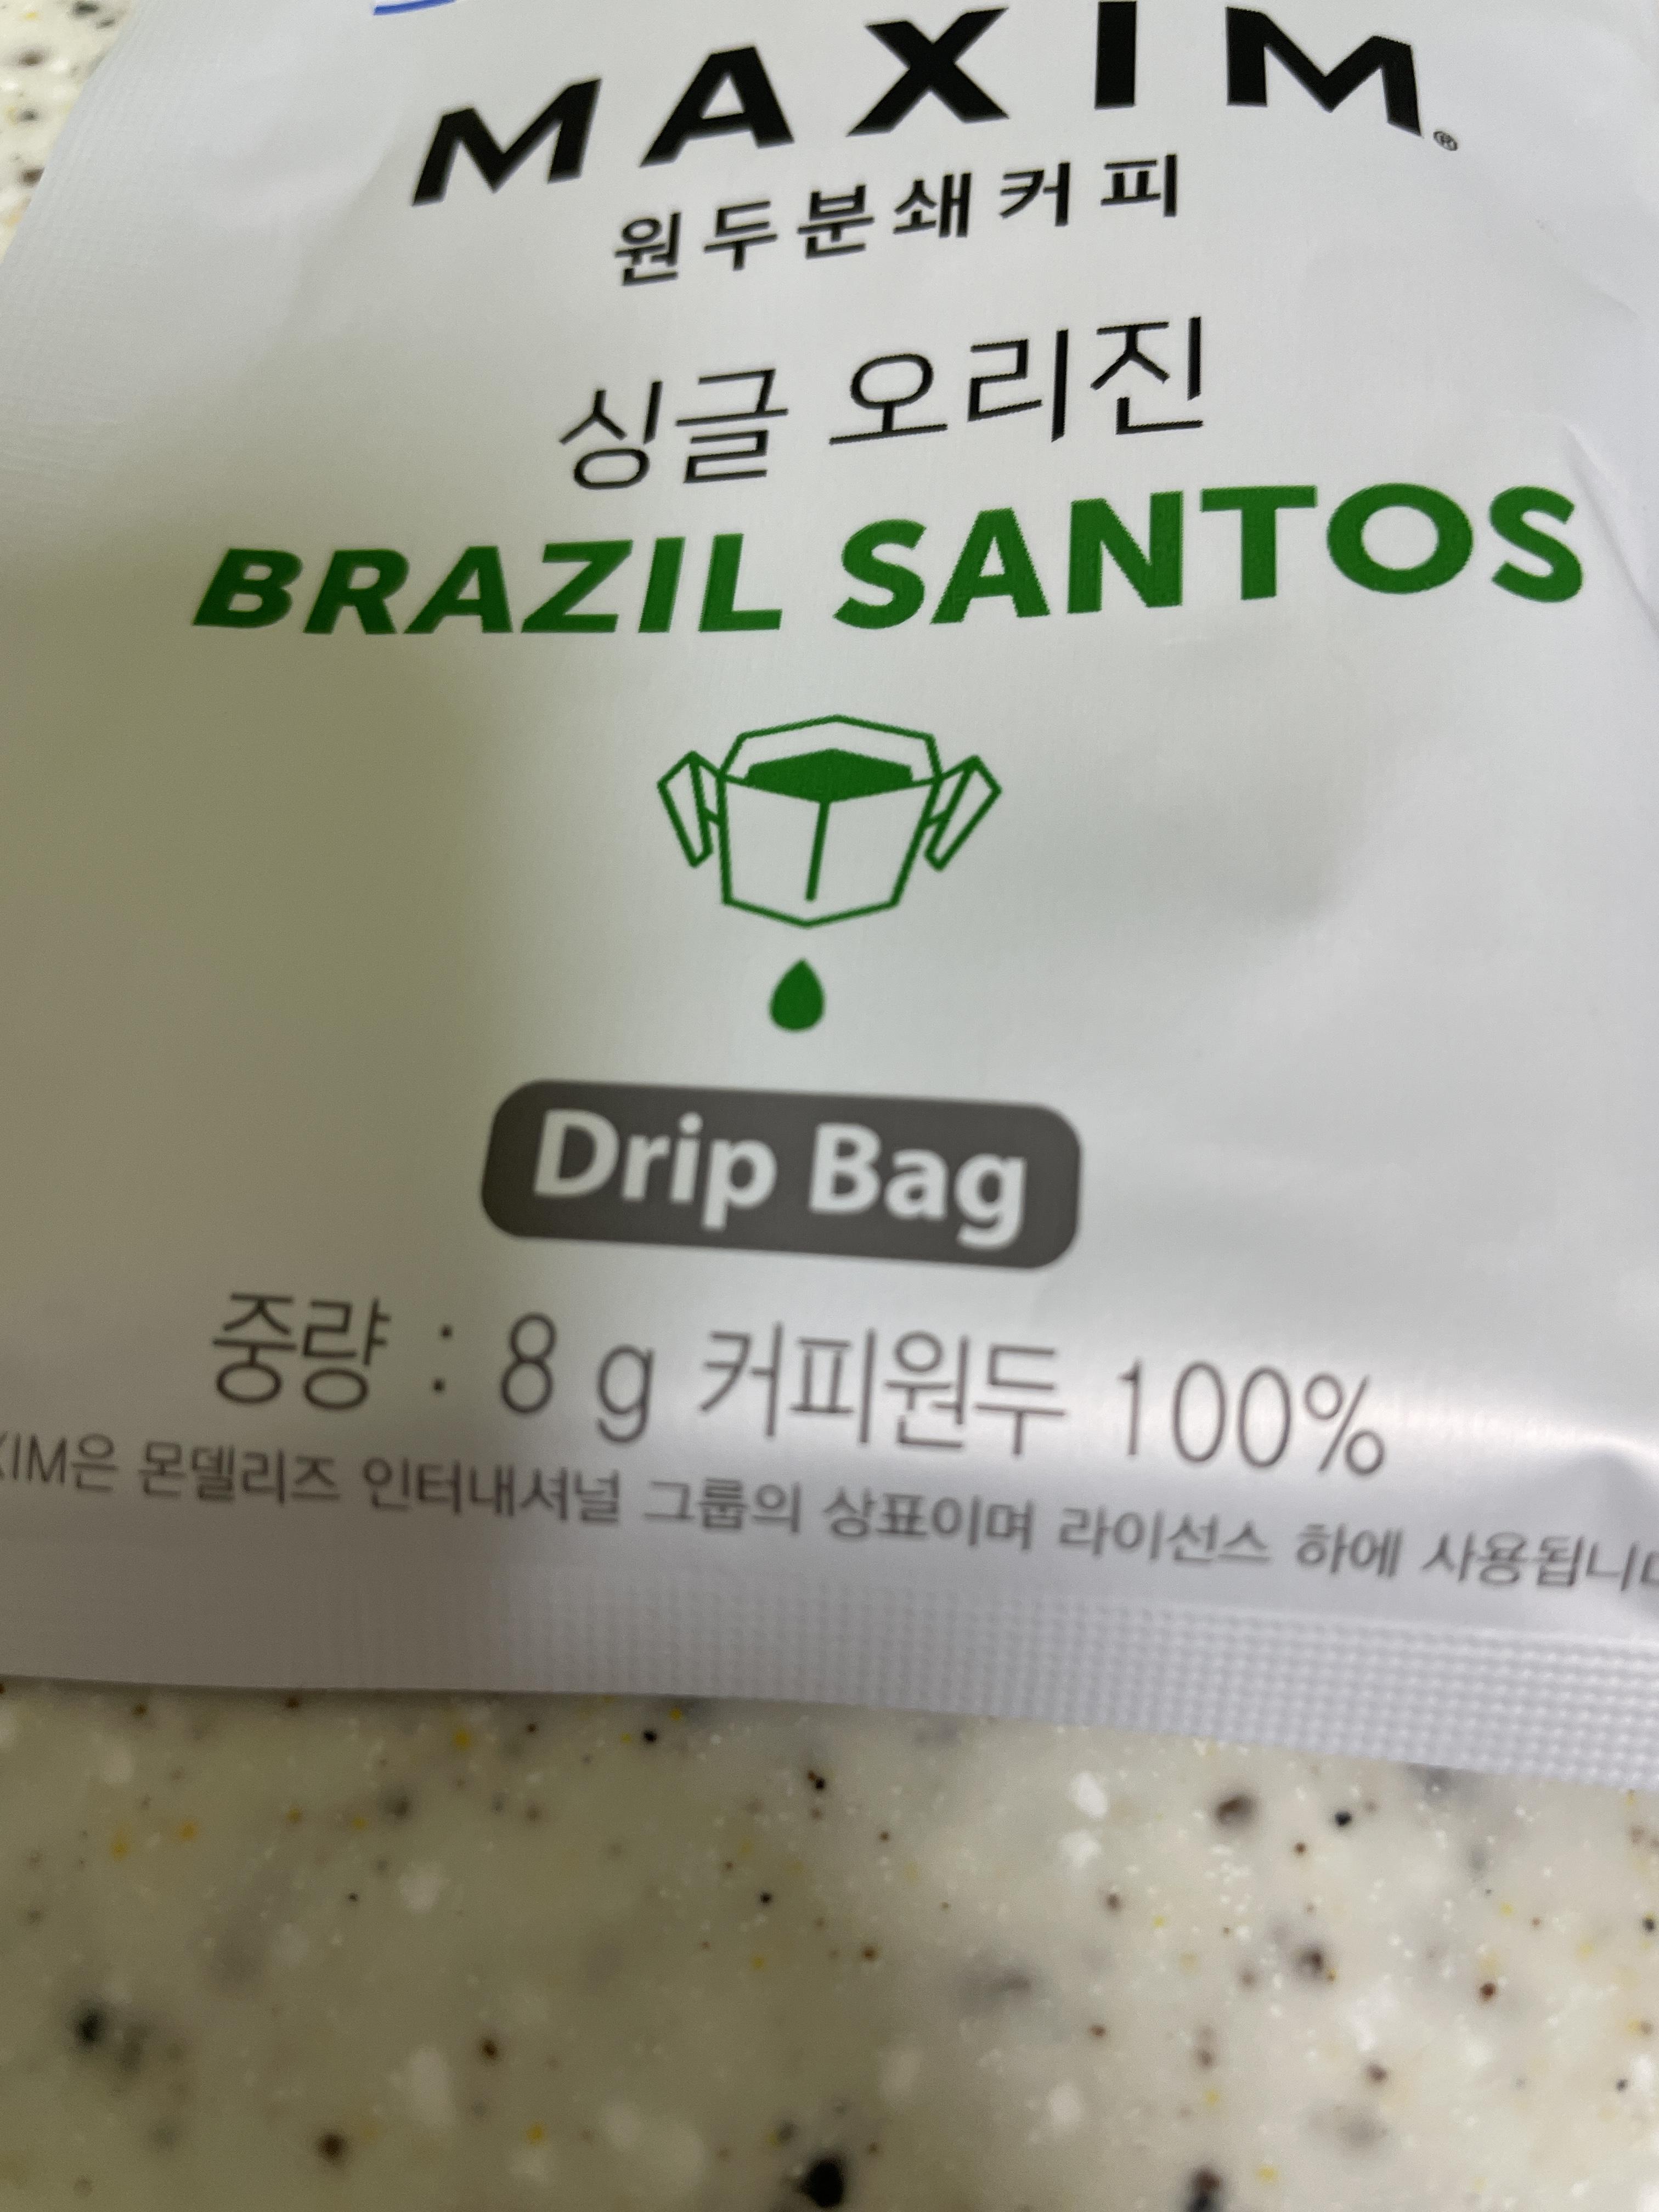 MAXIM®
원두분쇄커피
싱글 오리진
BRAZIL SANTOS
Drip Bag
중량 : 8 g 커피원두 100%
XIM은 몬델리즈 인터내셔널 그룹의 상표이며 라이선스 하에 사용됩니